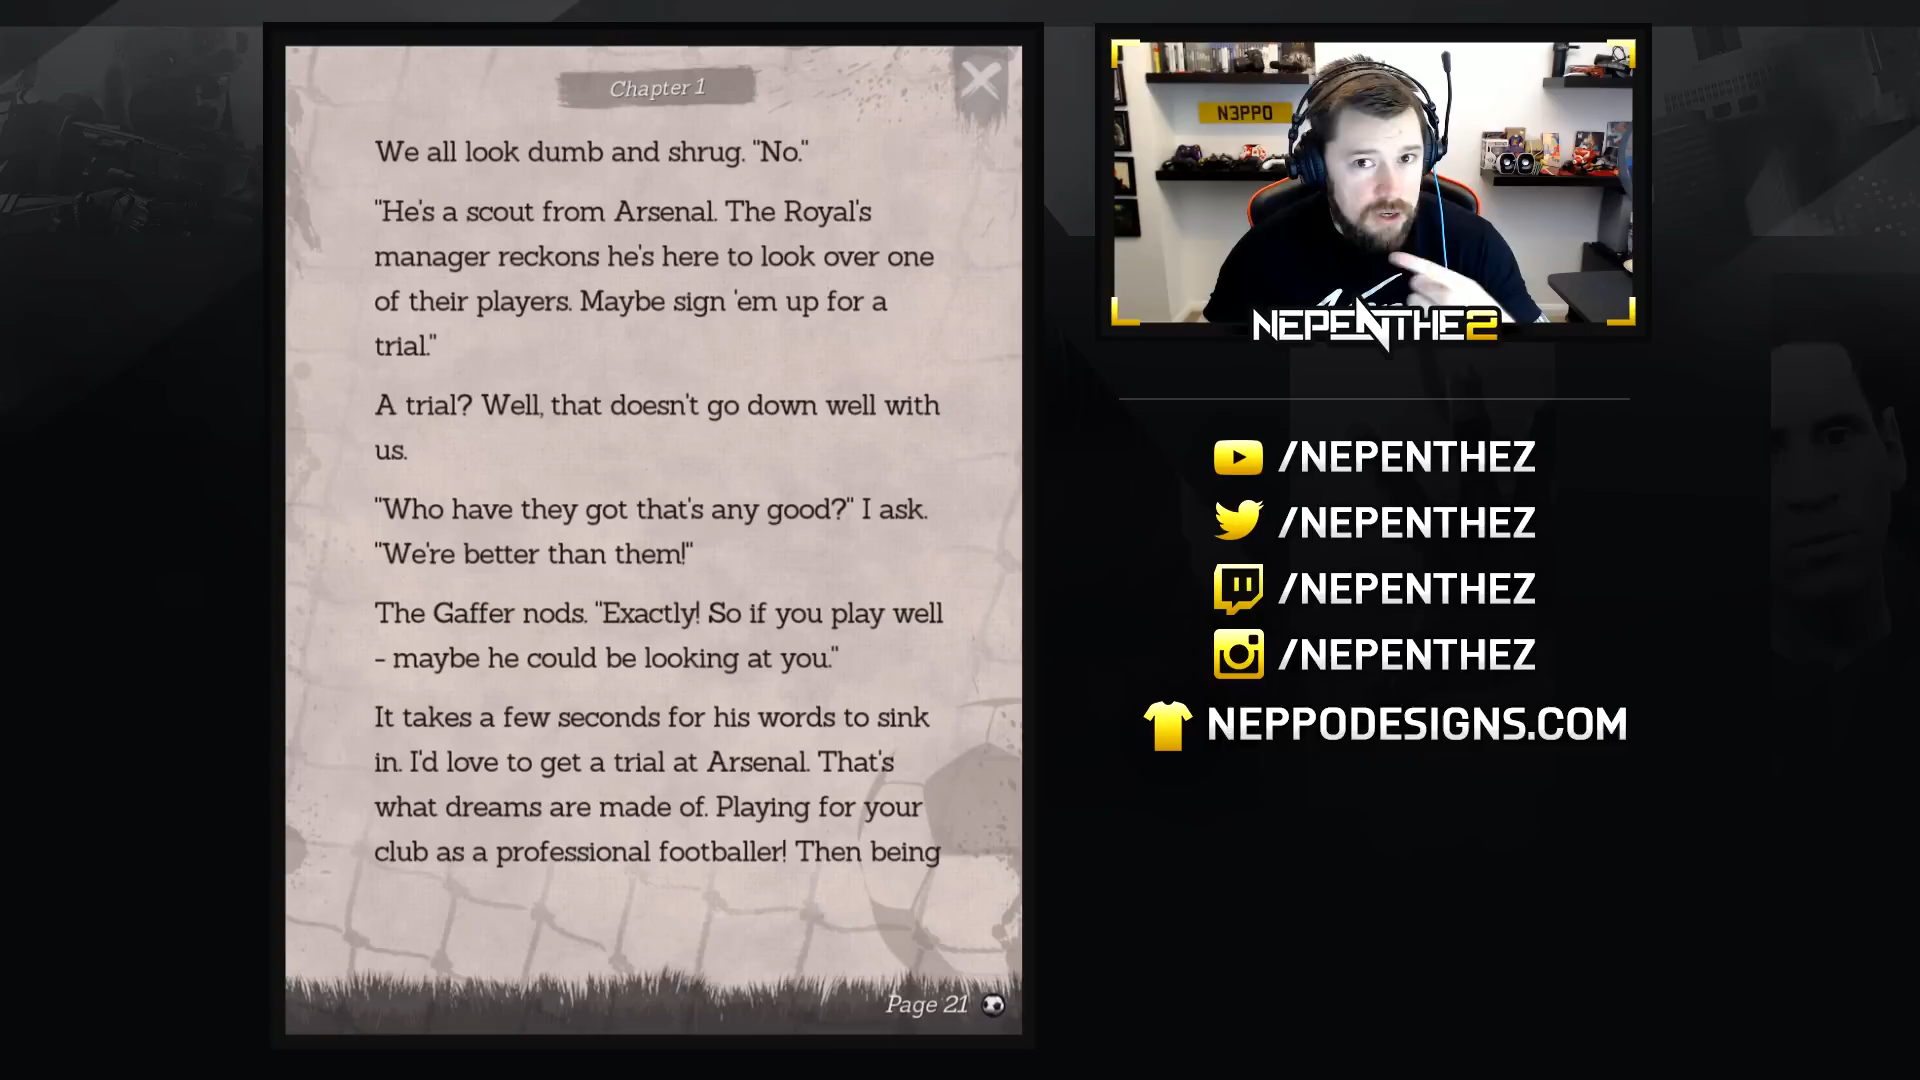 Chapter 1
We all look dumb and shrug. "No."
"He's a scout from Arsenal. The Royal's
manager reckons he's here to look over one
of their players. Maybe sign 'em up for a
trial."
A trial? Well, that doesn't go down well with
us.
"Who have they got that's any good?" I ask.
"We're better than them!"
The Gaffer nods. "Exactly! So if you play well
- maybe he could be looking at you."
It takes a few seconds for his words to sink
in. I'd love to get a trial at Arsenal. That's
what dreams are made of. Playing for your
club as a professional footballer! Then being
Page 21
N3PPO
NEPENTHEZ
/NEPENTHEZ
/NEPENTHEZ
/NEPENTHEZ
/NEPENTHEZ
NEPPODESIGNS.COM